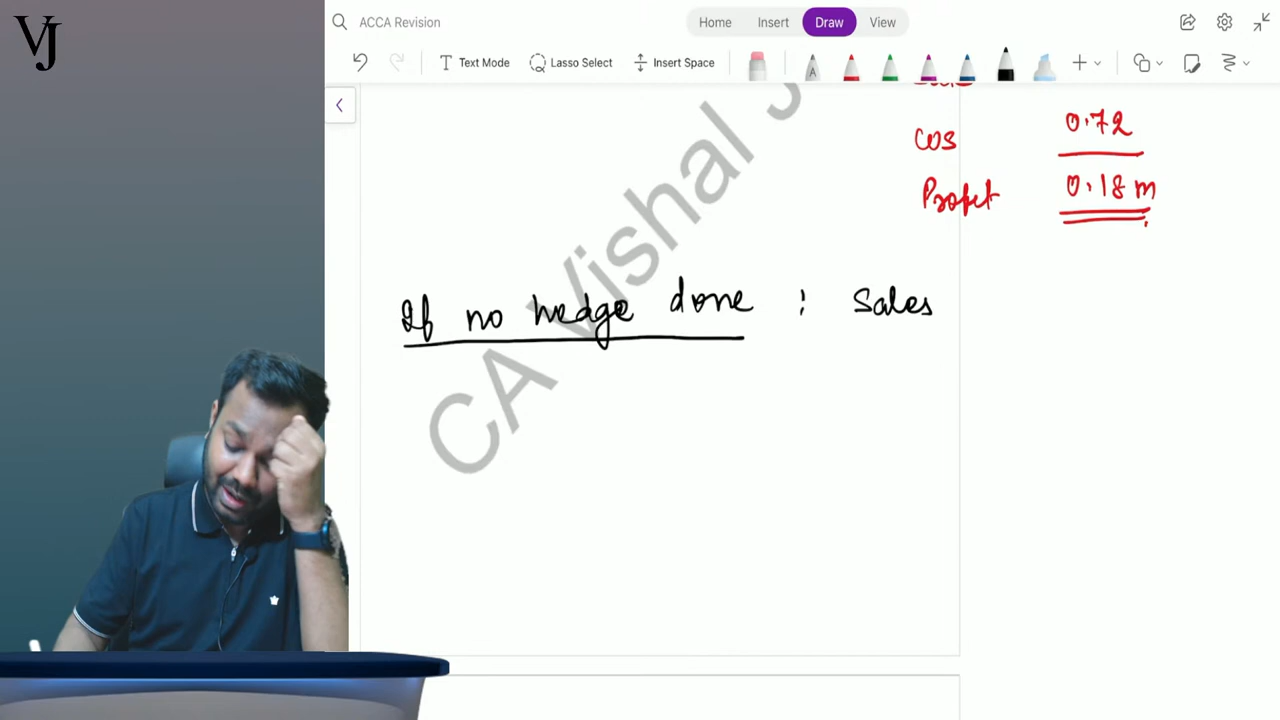 VJ
ACCA Revision
Home Insert Draw View
Text Mode Lasso Select Insert Space
A
COS 0.72
Profit 0.18 m
If no hedge done : Sales
CA Vishal J